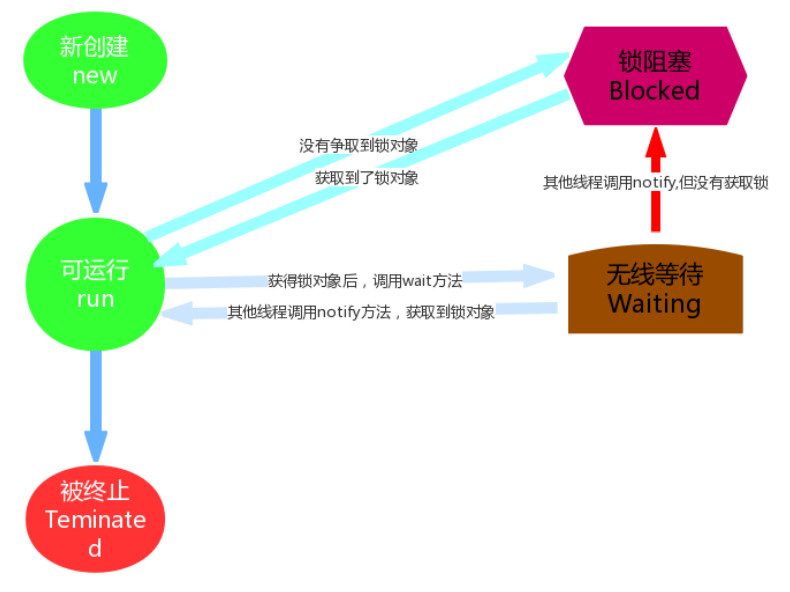 新创建
new
锁阻塞
Blocked
没有争取到锁对象
获取到了锁对象
其他线程调用notify,但没有获取锁
可运行
run
获得锁对象后，调用wait方法
其他线程调用notify方法，获取到锁对象
无线等待
Waiting
被终止
Teminate
d